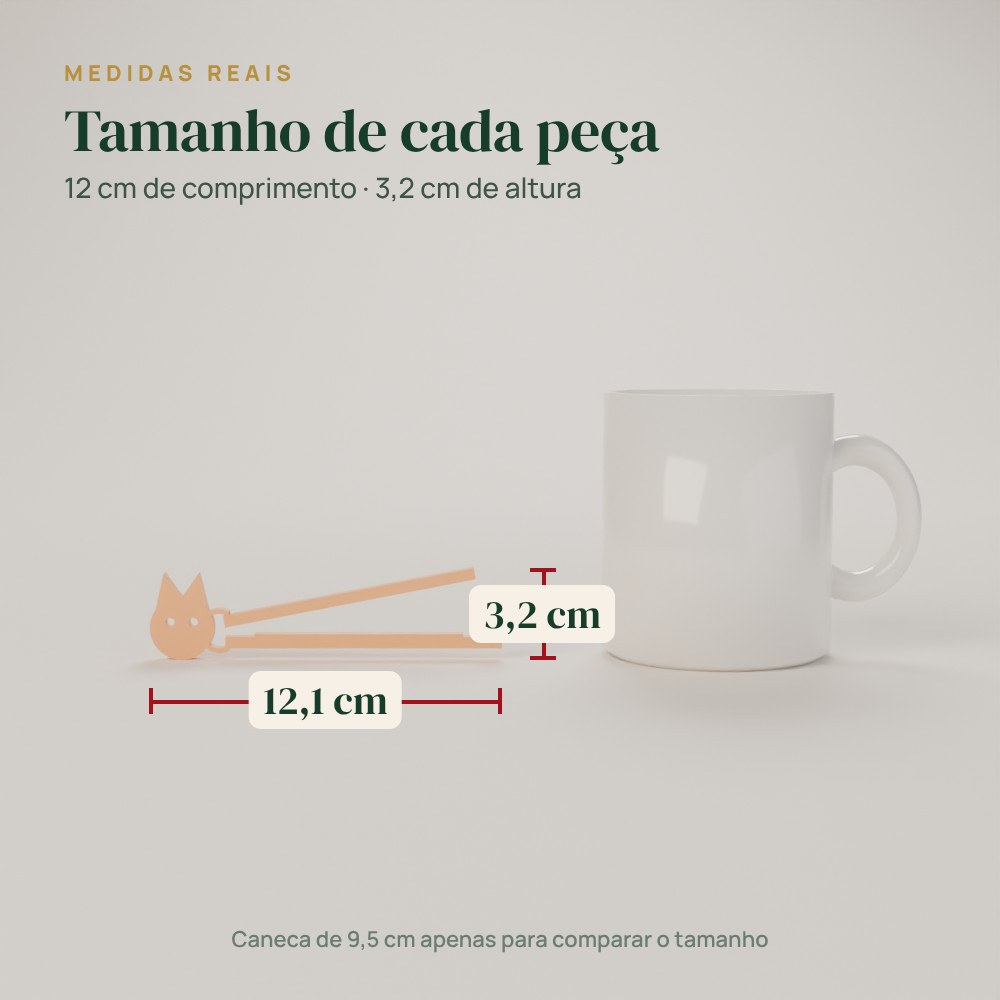 MEDIDAS REAIS
Tamanho de cada peça
12 cm de comprimento · 3,2 cm de altura
3,2 cm
12,1 cm
Caneca de 9,5 cm apenas para comparar o tamanho